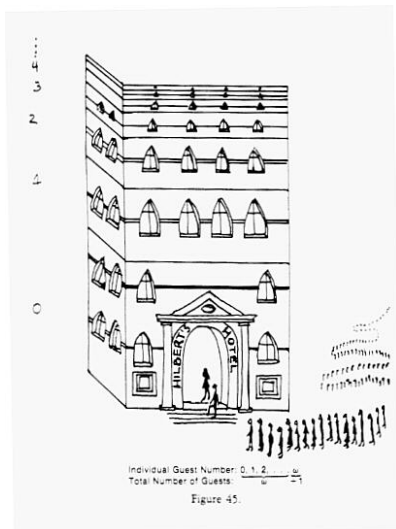 ⋮
4
3
2
0
HILBERT'S HOTEL
Individual Guest Number: 0, 1, 2, . . . ω
Total Number of Guests: ω + 1
Figure 45.